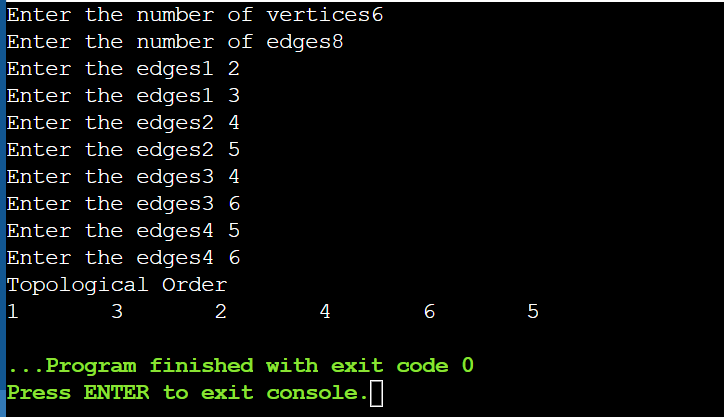 Enter the number of vertices6
Enter the number of edges8
Enter the edges1 2
Enter the edges1 3
Enter the edges2 4
Enter the edges2 5
Enter the edges3 4
Enter the edges3 6
Enter the edges4 5
Enter the edges4 6
Topological Order
1 3 2 4 6 5
...Program finished with exit code 0
Press ENTER to exit console.